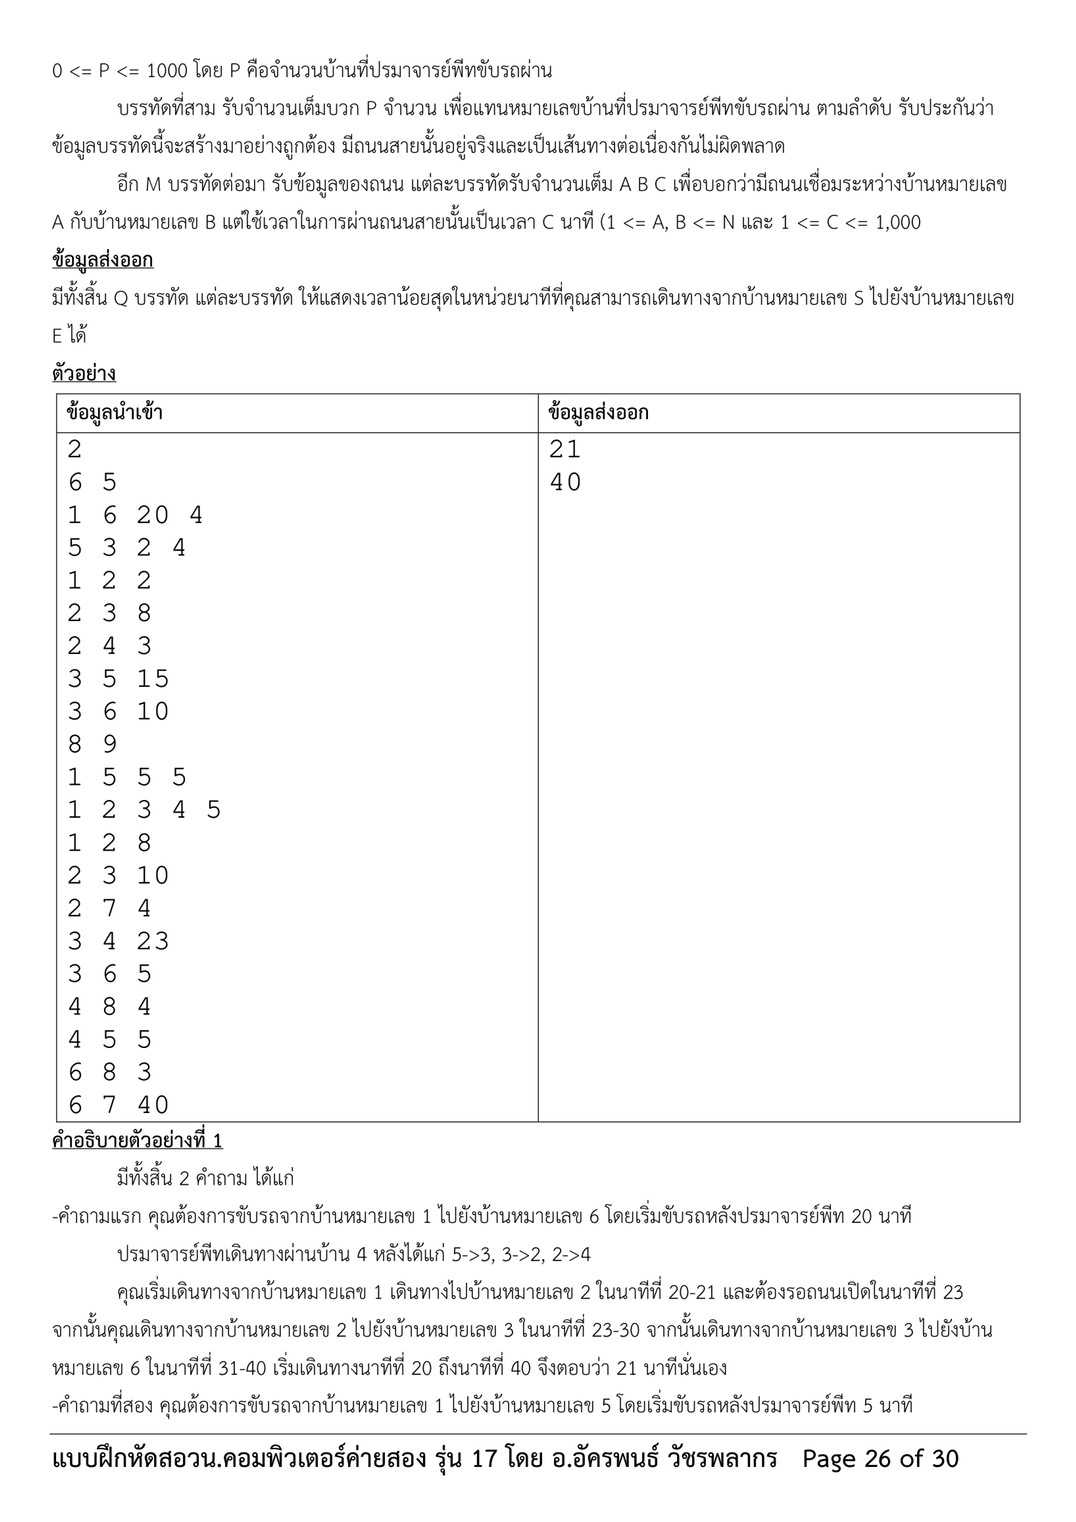 0 <= P <= 1000 โดย P คือจำนวนบ้านที่ปรมาจารย์พีทขับรถผ่าน
บรรทัดที่สาม รับจำนวนเต็มบวก P จำนวน เพื่อแทนหมายเลขบ้านที่ปรมาจารย์พีทขับรถผ่าน ตามลำดับ รับประกันว่า
ข้อมูลบรรทัดนี้จะสร้างมาอย่างถูกต้อง มีถนนสายนั้นอยู่จริงและเป็นเส้นทางต่อเนื่องกันไม่ผิดพลาด
อีก M บรรทัดต่อมา รับข้อมูลของถนน แต่ละบรรทัดรับจำนวนเต็ม A B C เพื่อบอกว่ามีถนนเชื่อมระหว่างบ้านหมายเลข
A กับบ้านหมายเลข B แต่ใช้เวลาในการผ่านถนนสายนั้นเป็นเวลา C นาที (1 <= A, B <= N และ 1 <= C <= 1,000
ข้อมูลส่งออก
มีทั้งสิ้น Q บรรทัด แต่ละบรรทัด ให้แสดงเวลาน้อยสุดในหน่วยนาทีที่คุณสามารถเดินทางจากบ้านหมายเลข S ไปยังบ้านหมายเลข
E ได้
ตัวอย่าง
ข้อมูลนำเข้า ข้อมูลส่งออก
2 21
6 5 40
1 6 20 4
5 3 2 4
1 2 2
2 3 8
2 4 3
3 5 15
3 6 10
8 9
1 5 5 5
1 2 3 4 5
1 2 8
2 3 10
2 7 4
3 4 23
3 6 5
4 8 4
4 5 5
6 8 3
6 7 40
คำอธิบายตัวอย่างที่ 1
มีทั้งสิ้น 2 คำถาม ได้แก่
-คำถามแรก คุณต้องการขับรถจากบ้านหมายเลข 1 ไปยังบ้านหมายเลข 6 โดยเริ่มขับรถหลังปรมาจารย์พีท 20 นาที
ปรมาจารย์พีทเดินทางผ่านบ้าน 4 หลังได้แก่ 5->3, 3->2, 2->4
คุณเริ่มเดินทางจากบ้านหมายเลข 1 เดินทางไปบ้านหมายเลข 2 ในนาทีที่ 20-21 และต้องรอถนนเปิดในนาทีที่ 23
จากนั้นคุณเดินทางจากบ้านหมายเลข 2 ไปยังบ้านหมายเลข 3 ในนาทีที่ 23-30 จากนั้นเดินทางจากบ้านหมายเลข 3 ไปยังบ้าน
หมายเลข 6 ในนาทีที่ 31-40 เริ่มเดินทางนาทีที่ 20 ถึงนาทีที่ 40 จึงตอบว่า 21 นาทีนั่นเอง
-คำถามที่สอง คุณต้องการขับรถจากบ้านหมายเลข 1 ไปยังบ้านหมายเลข 5 โดยเริ่มขับรถหลังปรมาจารย์พีท 5 นาที
แบบฝึกหัดสอวน.คอมพิวเตอร์ค่ายสอง รุ่น 17 โดย อ.อัครพนธ์ วัชรพลากร Page 26 of 30